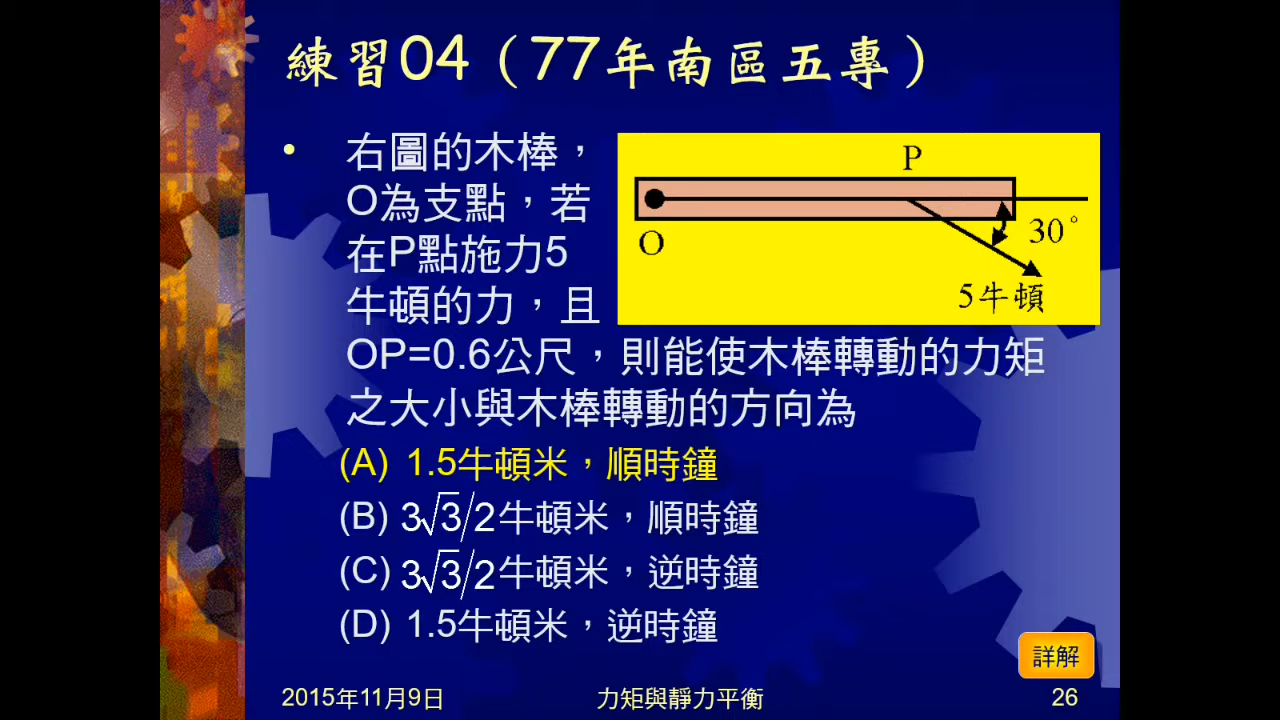 練習04（77年南區五專）
• 右圖的木棒，
O為支點，若
在P點施力5
牛頓的力，且
OP=0.6公尺，則能使木棒轉動的力矩
之大小與木棒轉動的方向為
P
O
30°
5牛頓
(A) 1.5牛頓米，順時鐘
(B) 3√3/2牛頓米，順時鐘
(C) 3√3/2牛頓米，逆時鐘
(D) 1.5牛頓米，逆時鐘
詳解
2015年11月9日
力矩與靜力平衡
26